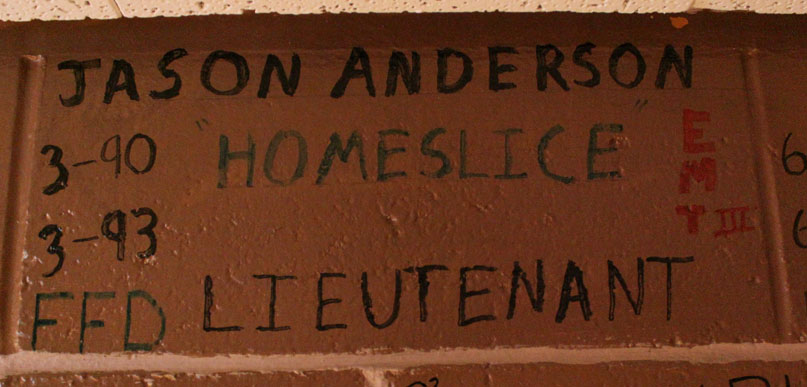 JASON ANDERSON
3-90 "HOMESLICE"
3-93
EMT III
FFD LIEUTENANT